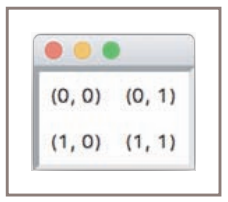 (0, 0) (0, 1)
(1, 0) (1, 1)